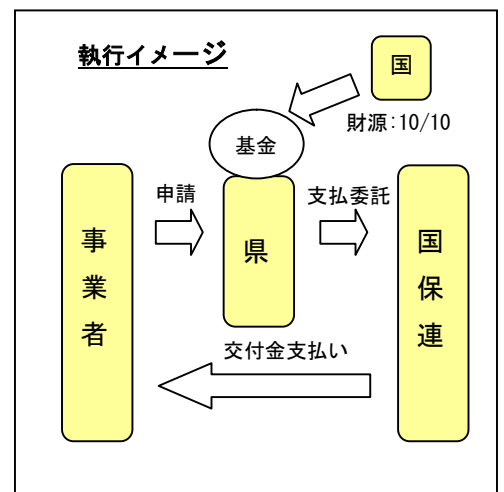 執行イメージ
国
財源：10/10
基金
申請
支払委託
事業者
県
国保連
交付金支払い